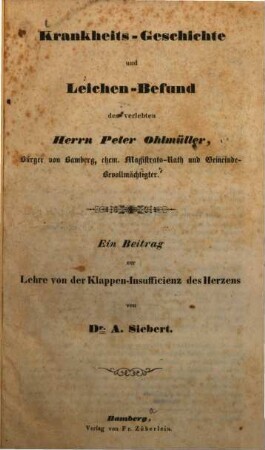 Krankheits-Geschichte
und
Leichen-Befund
des verlebten
Herrn Peter Ohlmüller,
Bürger von Bamberg, ehem. Magistrats-Rath und Gemeinde-
Bevollmächtigter.
Ein Beitrag
zur
Lehre von der Klappen-Insufficienz des Herzens
von
Dr. A. Siebert.
Bamberg,
Verlag von Fr. Züberlein.